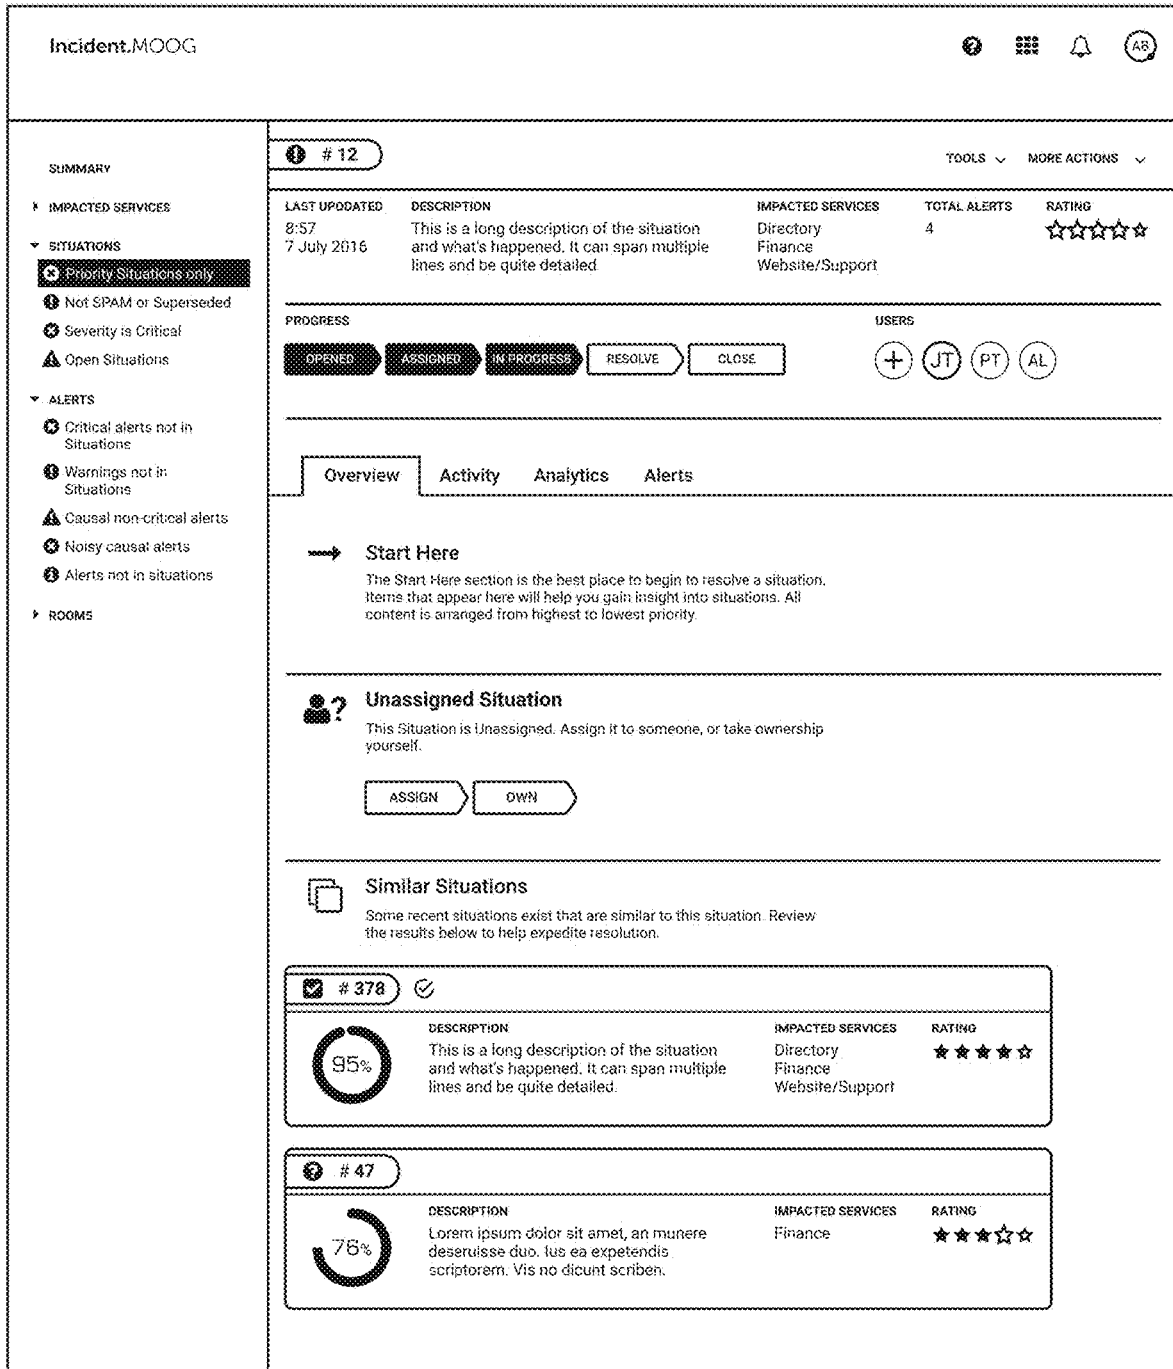 Incident.MOOG
AB
SUMMARY
IMPACTED SERVICES
SITUATIONS
Priority Situations only
Not SPAM or Superseded
Severity is Critical
Open Situations
ALERTS
Critical alerts not in
Situations
Warnings not in
Situations
Causal non-critical alerts
Noisy causal alerts
Alerts not in situations
ROOMS
# 12
TOOLS
MORE ACTIONS
LAST UPODATED
8:57
7 July 2016
DESCRIPTION
This is a long description of the situation
and what's happened. It can span multiple
lines and be quite detailed
IMPACTED SERVICES
Directory
Finance
Website/Support
TOTAL ALERTS
4
RATING
PROGRESS
OPENED
ASSIGNED
IN PROGRESS
RESOLVE
CLOSE
USERS
JT
PT
AL
Overview
Activity
Analytics
Alerts
Start Here
The Start Here section is the best place to begin to resolve a situation.
Items that appear here will help you gain insight into situations. All
content is arranged from highest to lowest priority.
Unassigned Situation
This Situation is Unassigned. Assign it to someone, or take ownership
yourself.
ASSIGN
OWN
Similar Situations
Some recent situations exist that are similar to this situation. Review
the results below to help expedite resolution.
# 378
95%
DESCRIPTION
This is a long description of the situation
and what's happened. It can span multiple
lines and be quite detailed.
IMPACTED SERVICES
Directory
Finance
Website/Support
RATING
# 47
76%
DESCRIPTION
Lorem ipsum dolor sit amet, an munere
deseruisse duo. Ius ea expetendis
scriptorem. Vis no dicunt scriben.
IMPACTED SERVICES
Finance
RATING